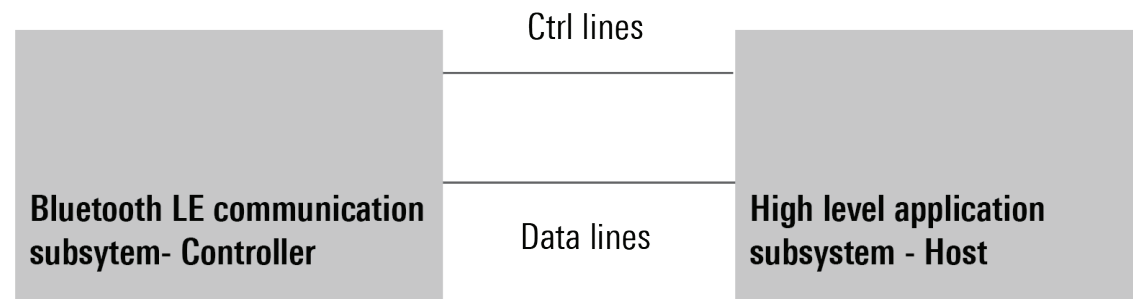 Ctrl lines
Bluetooth LE communication
subsytem- Controller
High level application
subsystem - Host
Data lines